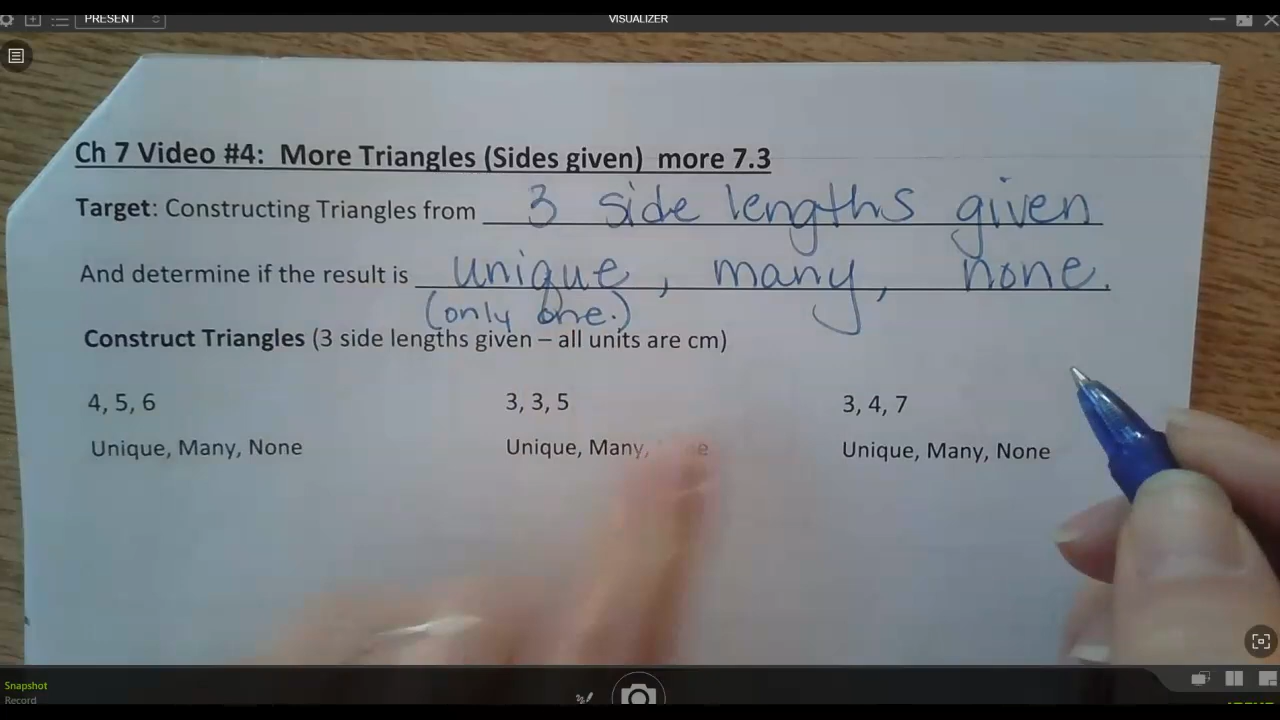 PRESENT
VISUALIZER
Ch 7 Video #4: More Triangles (Sides given) more 7.3
Target: Constructing Triangles from 3 side lengths given
And determine if the result is unique, many, none.
(only one.)
Construct Triangles (3 side lengths given – all units are cm)
4, 5, 6 3, 3, 5 3, 4, 7
Unique, Many, None Unique, Many, Unique, Many, None
Snapshot
Record